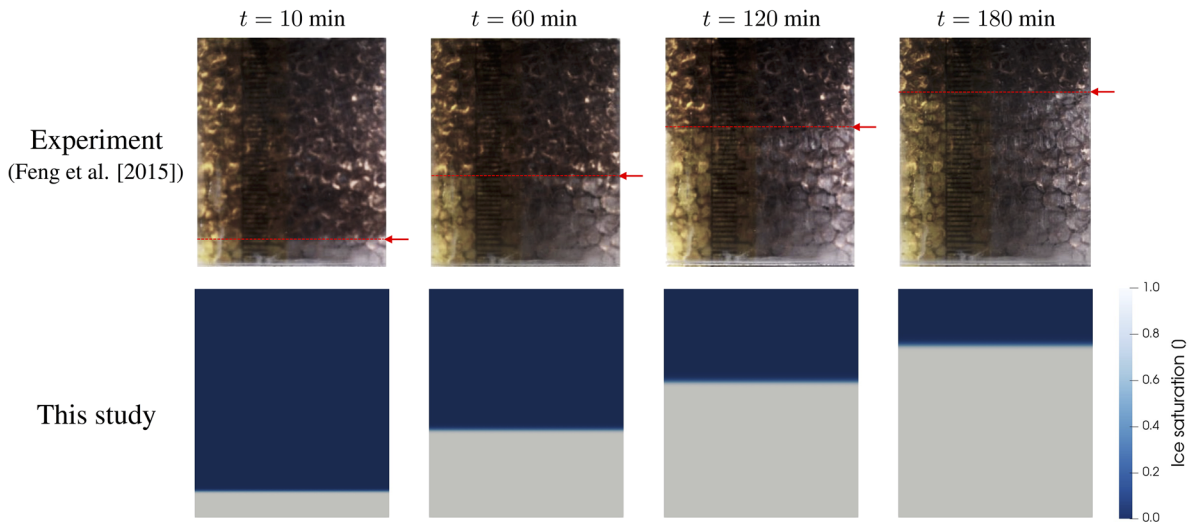 t = 10 min
t = 60 min
t = 120 min
t = 180 min
Experiment
(Feng et al. [2015])
This study
1.0
0.8
0.6
0.4
0.2
0.0
Ice saturation ()